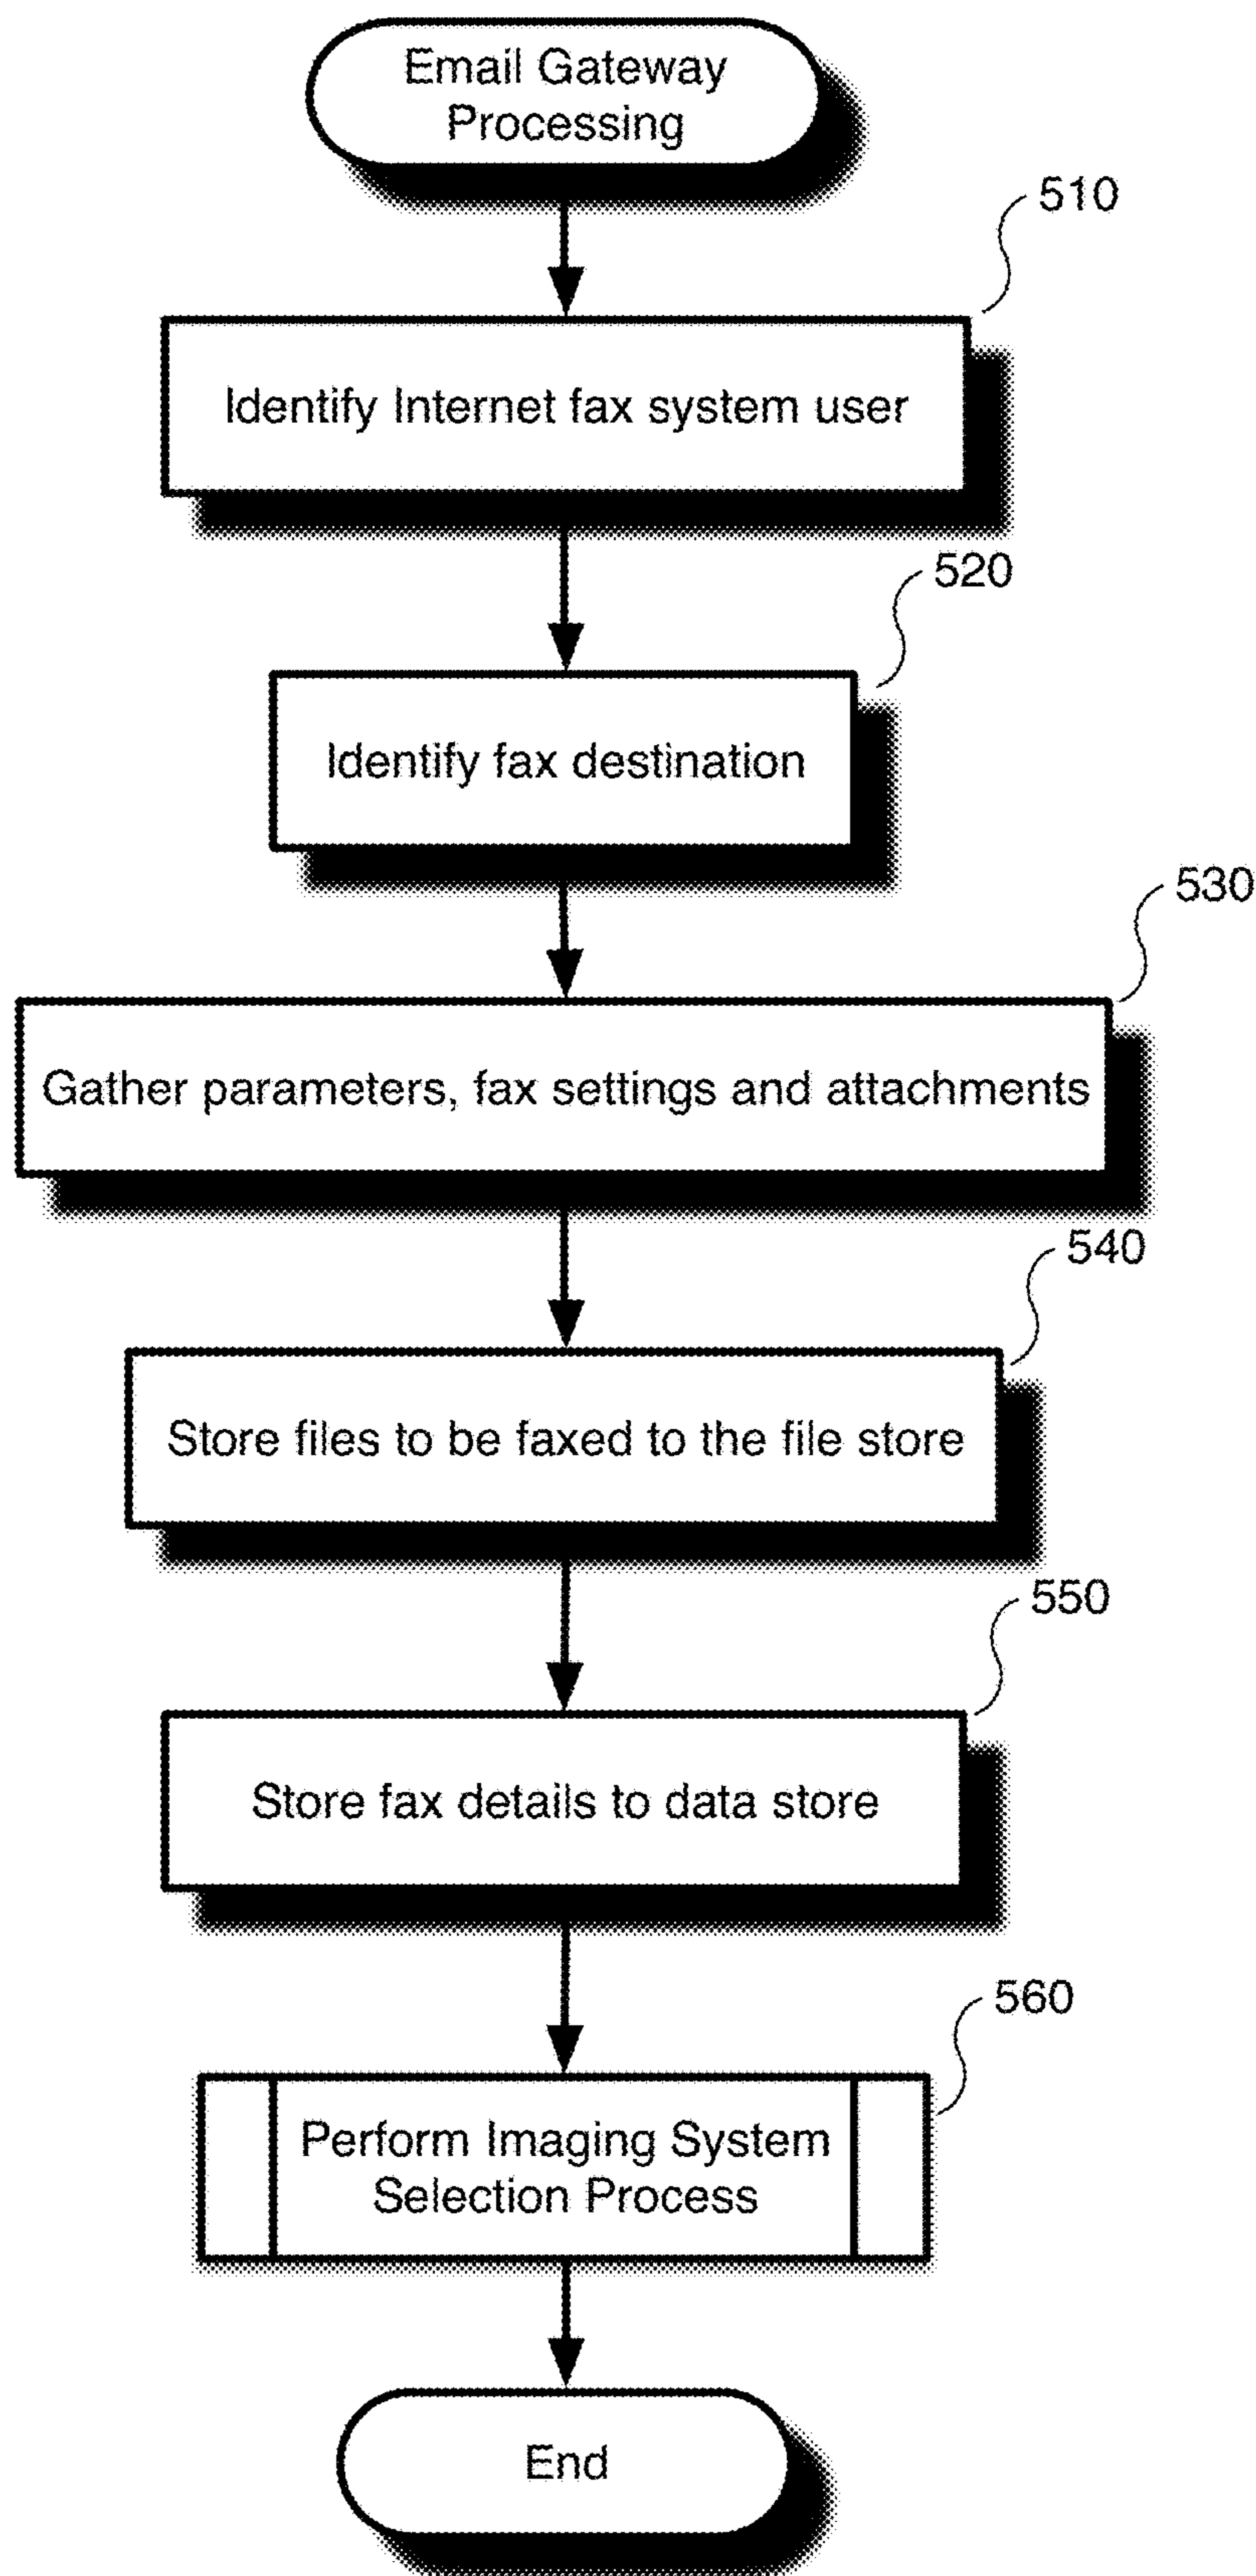 Email Gateway
Processing
510
Identify Internet fax system user
520
Identify fax destination
530
Gather parameters, fax settings and attachments
540
Store files to be faxed to the file store
550
Store fax details to data store
560
Perform Imaging System
Selection Process
End